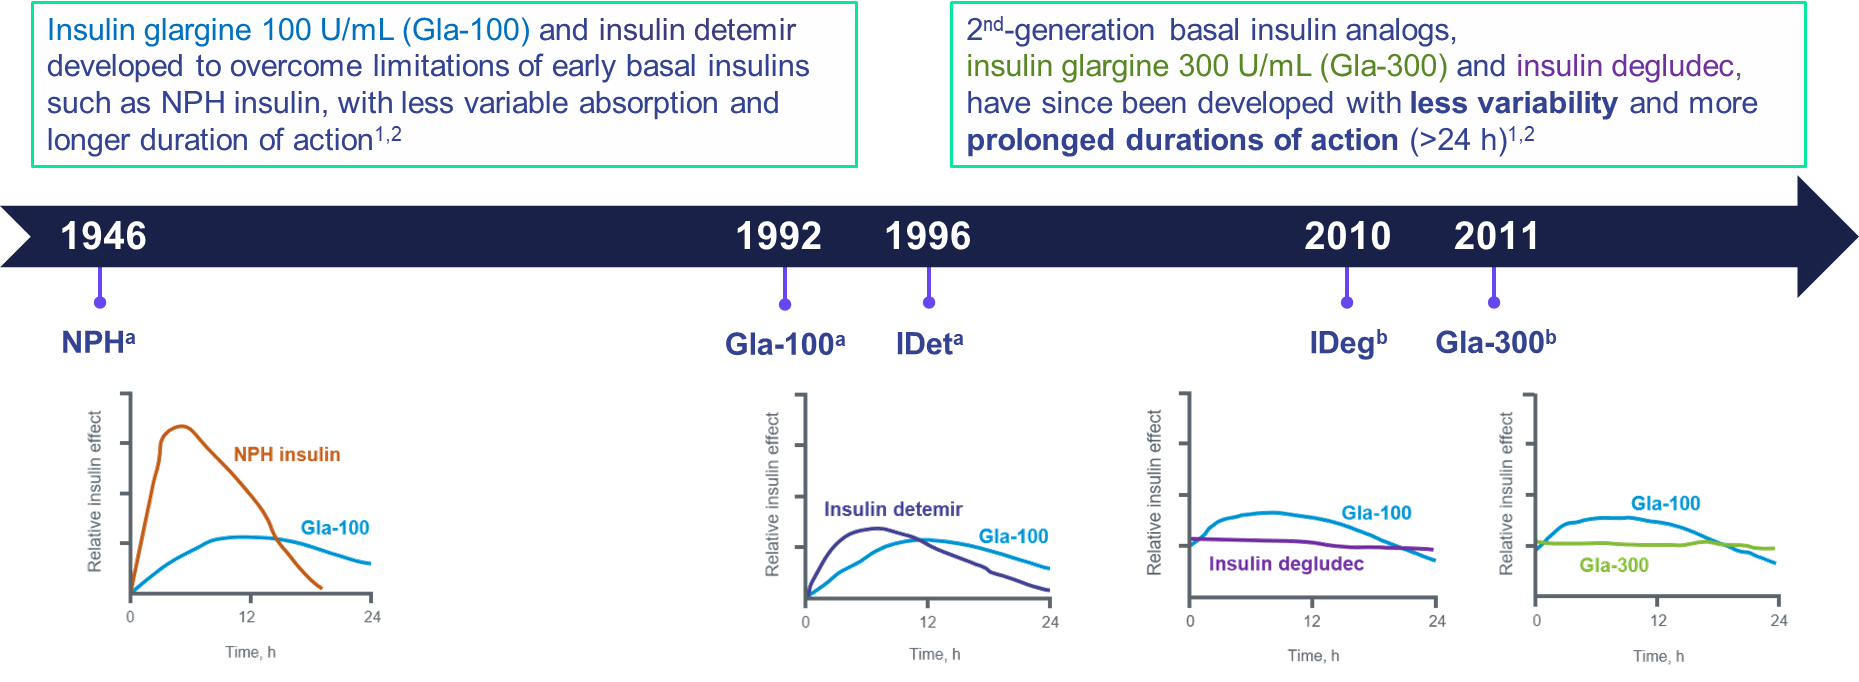 Insulin glargine 100 U/mL (Gla-100) and insulin detemir
developed to overcome limitations of early basal insulins
such as NPH insulin, with less variable absorption and
longer duration of action1,2
2nd-generation basal insulin analogs,
insulin glargine 300 U/mL (Gla-300) and insulin degludec,
have since been developed with less variability and more
prolonged durations of action (>24 h)1,2
1946
1992
1996
2010
2011
NPHa
Gla-100a
IDeta
IDegb
Gla-300b
Relative insulin effect
NPH insulin
Gla-100
0
12
24
Time, h
Relative insulin effect
Insulin detemir
Gla-100
0
12
24
Time, h
Relative insulin effect
Gla-100
Insulin degludec
0
12
24
Time, h
Relative insulin effect
Gla-100
Gla-300
0
12
24
Time, h